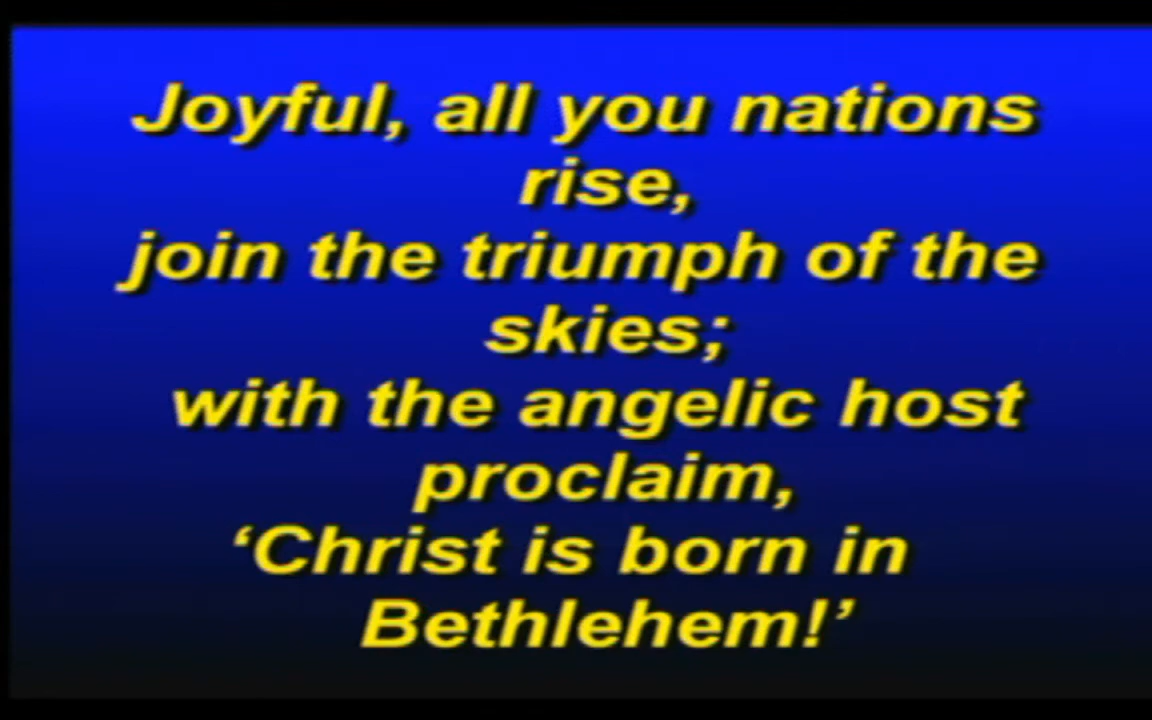 Joyful, all you nations
rise,
join the triumph of the
skies;
with the angelic host
proclaim,
‘Christ is born in
Bethlehem!’